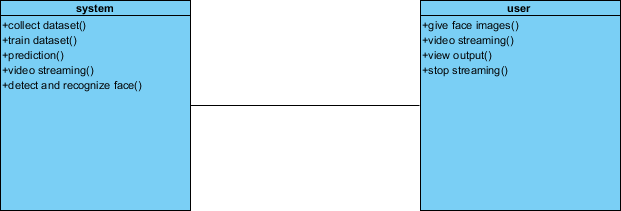 system
+collect dataset()
+train dataset()
+prediction()
+video streaming()
+detect and recognize face()
user
+give face images()
+video streaming()
+view output()
+stop streaming()